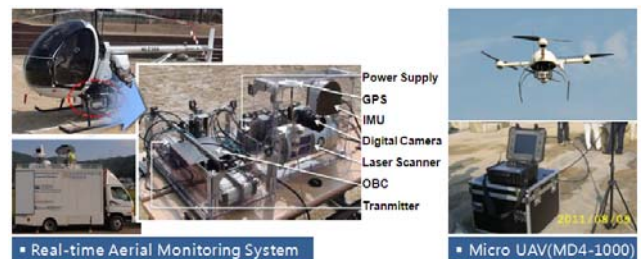 Power Supply
GPS
IMU
Digital Camera
Laser Scanner
OBC
Tranmitter
2011/08/05
▪ Real-time Aerial Monitoring System
▪ Micro UAV(MD4-1000)